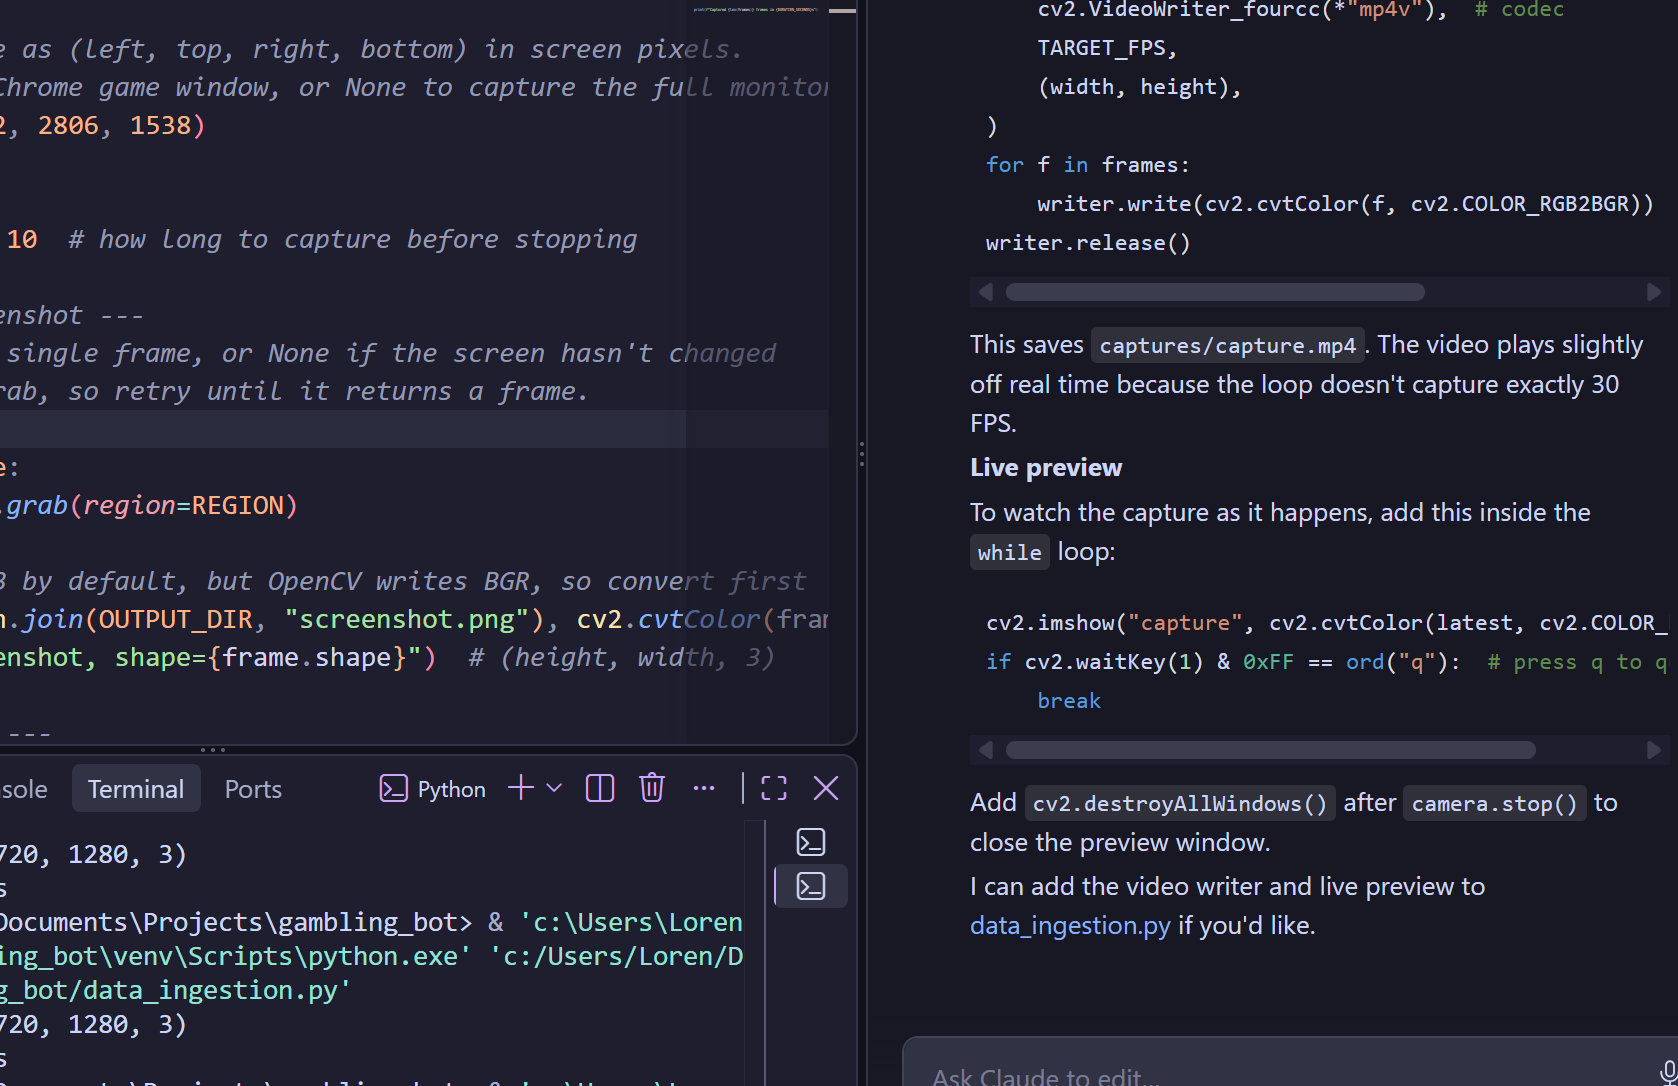 e as (left, top, right, bottom) in screen pixels.
Chrome game window, or None to capture the full monitor
2, 2806, 1538)
10  # how long to capture before stopping
enshot ---
single frame, or None if the screen hasn't changed
rab, so retry until it returns a frame.
e:
.grab(region=REGION)
B by default, but OpenCV writes BGR, so convert first
n.join(OUTPUT_DIR, "screenshot.png"), cv2.cvtColor(fram
enshot, shape={frame.shape}")  # (height, width, 3)
---
sole
Terminal
Ports
Python
720, 1280, 3)
s
Documents\Projects\gambling_bot> & 'c:\Users\Loren
ing_bot\venv\Scripts\python.exe' 'c:/Users/Loren/D
g_bot/data_ingestion.py'
720, 1280, 3)
s
cv2.VideoWriter_fourcc(*"mp4v"),  # codec
TARGET_FPS,
(width, height),
)
for f in frames:
writer.write(cv2.cvtColor(f, cv2.COLOR_RGB2BGR))
writer.release()
This saves captures/capture.mp4. The video plays slightly
off real time because the loop doesn't capture exactly 30
FPS.
Live preview
To watch the capture as it happens, add this inside the
while loop:
cv2.imshow("capture", cv2.cvtColor(latest, cv2.COLOR_
if cv2.waitKey(1) & 0xFF == ord("q"):  # press q to q
break
Add cv2.destroyAllWindows() after camera.stop() to
close the preview window.
I can add the video writer and live preview to
data_ingestion.py if you'd like.
Ask Claude to edit...